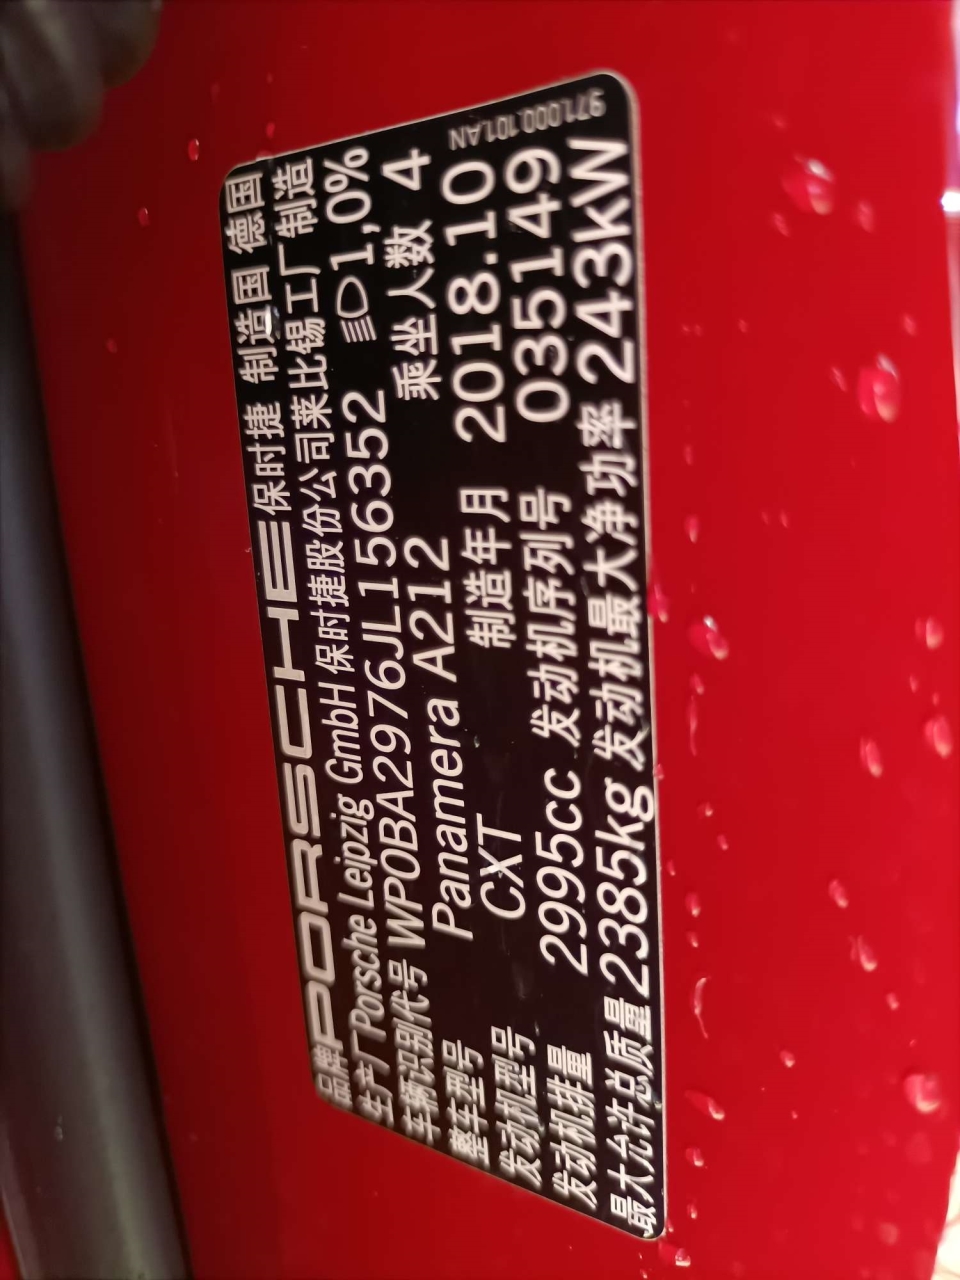 971.000.101.AN
品牌 PORSCHE 保时捷 制造国 德国
生产厂 Porsche Leipzig GmbH 保时捷股份公司莱比锡工厂制造
车辆识别代号 WP0BA2976JL156352 1,0%
整车型号 Panamera A212 乘坐人数 4
发动机型号 CXT 制造年月 2018.10
发动机排量 2995cc 发动机序列号 035149
最大允许总质量 2385kg 发动机最大净功率 243kW